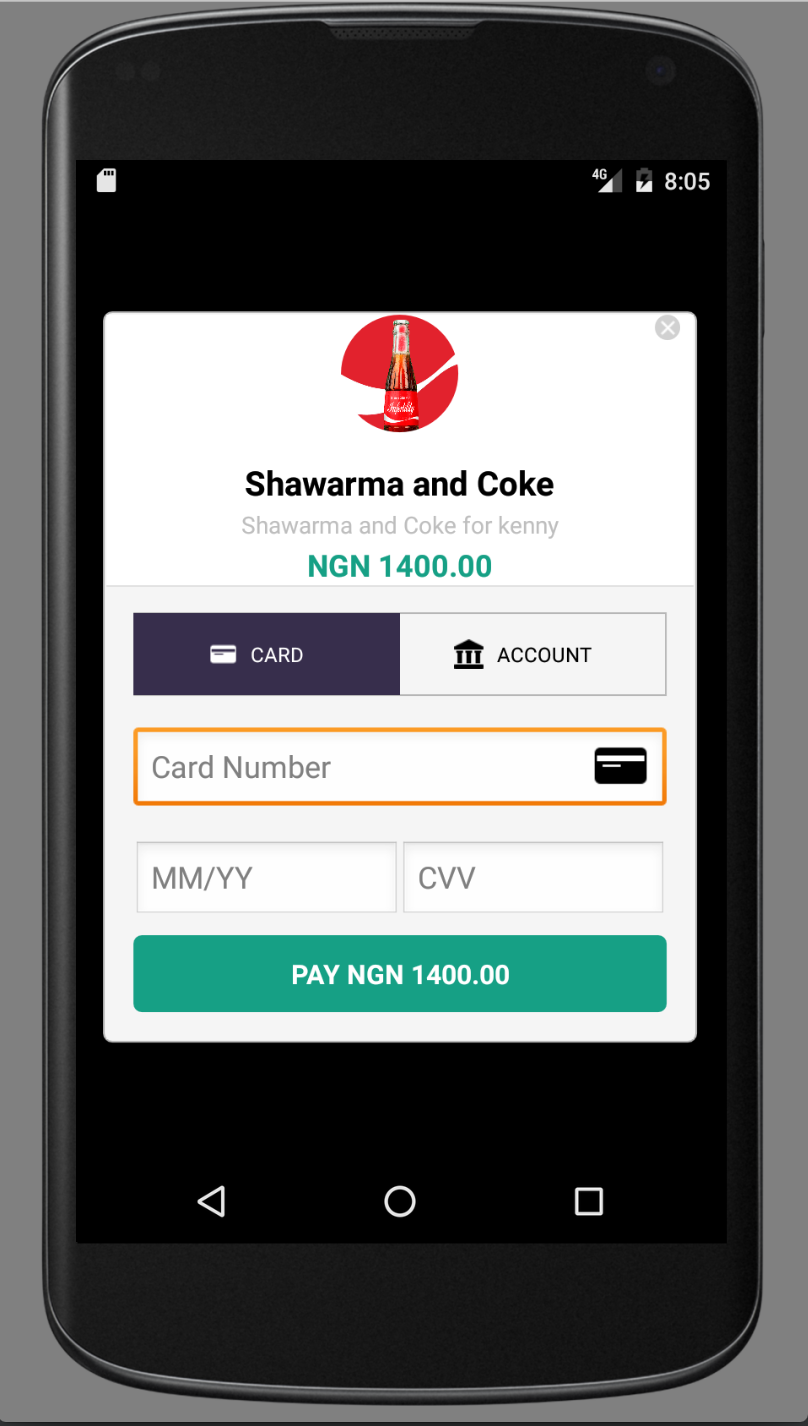 4G 8:05
Shawarma and Coke
Shawarma and Coke for kenny
NGN 1400.00
CARD ACCOUNT
Card Number
MM/YY CVV
PAY NGN 1400.00